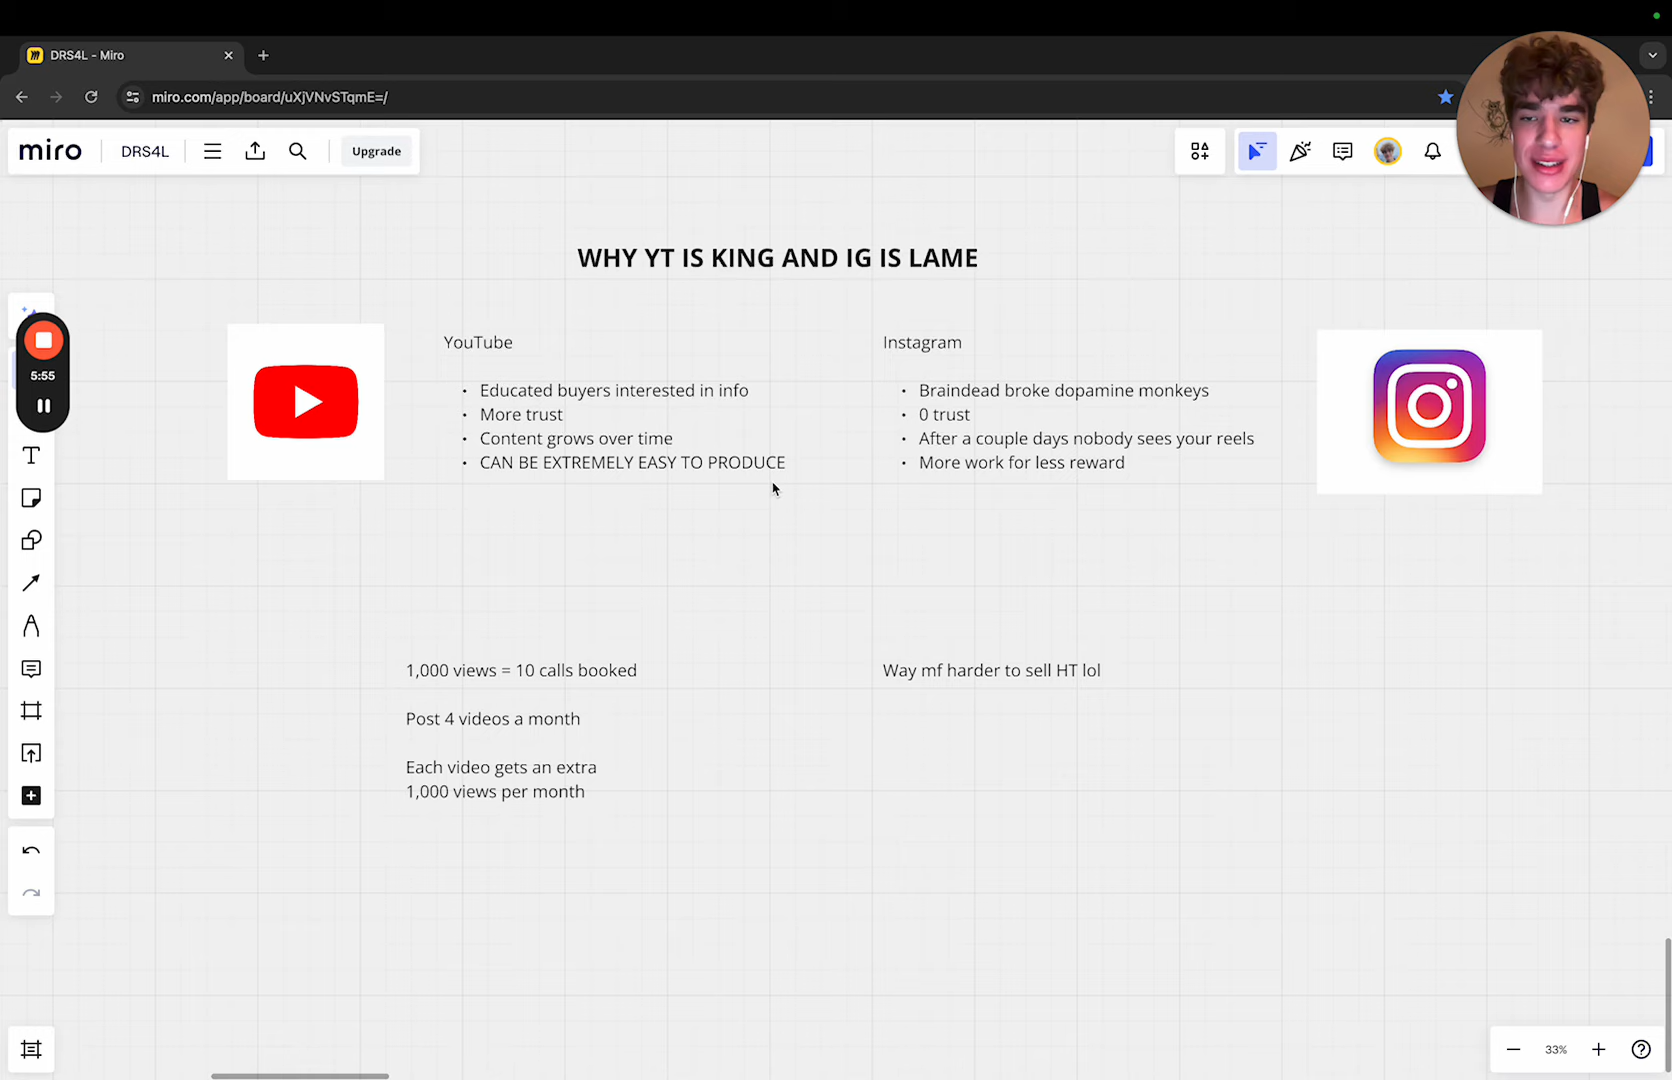 DRS4L - Miro
miro.com/app/board/uXjVNvSTqmE=/
miro
DRS4L
Upgrade
WHY YT IS KING AND IG IS LAME
5:55
YouTube
• Educated buyers interested in info
• More trust
• Content grows over time
• CAN BE EXTREMELY EASY TO PRODUCE
Instagram
• Braindead broke dopamine monkeys
• 0 trust
• After a couple days nobody sees your reels
• More work for less reward
1,000 views = 10 calls booked
Post 4 videos a month
Each video gets an extra
1,000 views per month
Way mf harder to sell HT lol
33%